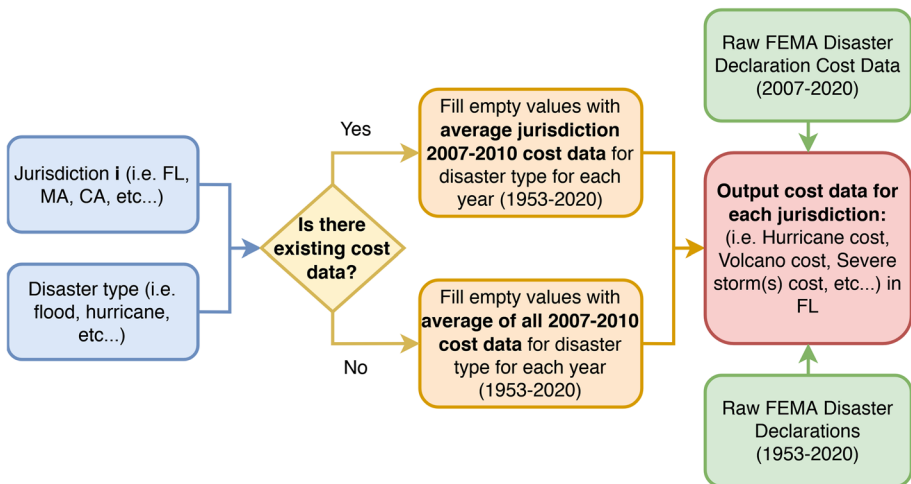 Jurisdiction i (i.e. FL,
MA, CA, etc...)
Disaster type (i.e.
flood, hurricane,
etc...)
Is there
existing cost
data?
Yes
No
Fill empty values with
average jurisdiction
2007-2010 cost data for
disaster type for each
year (1953-2020)
Fill empty values with
average of all 2007-2010
cost data for disaster
type for each year
(1953-2020)
Raw FEMA Disaster
Declaration Cost Data
(2007-2020)
Output cost data for
each jurisdiction:
(i.e. Hurricane cost,
Volcano cost, Severe
storm(s) cost, etc...) in
FL
Raw FEMA Disaster
Declarations
(1953-2020)